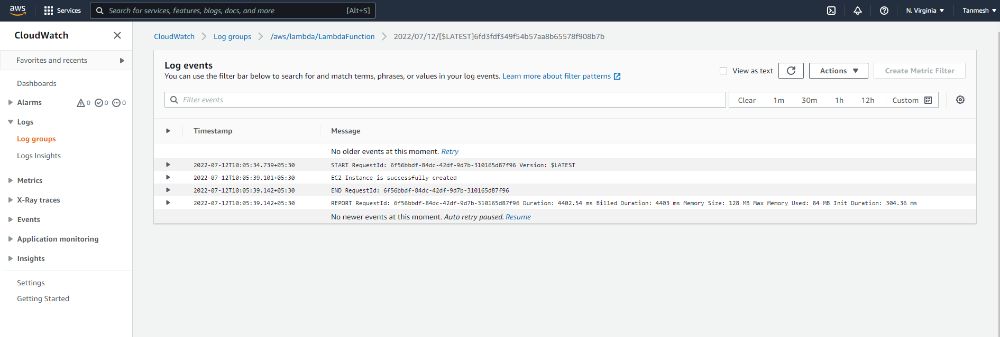 aws
Services
Search for services, features, blogs, docs, and more
[Alt+S]
N. Virginia
Tanmesh
CloudWatch
Favorites and recents
Dashboards
Alarms 0 0 0
Logs
Log groups
Logs Insights
Metrics
X-Ray traces
Events
Application monitoring
Insights
Settings
Getting Started
CloudWatch Log groups /aws/lambda/LambdaFunction 2022/07/12/[$LATEST]6fd3fdf349f54b57aa8b65578f908b7b
Log events
You can use the filter bar below to search for and match terms, phrases, or values in your log events. Learn more about filter patterns
View as text
Actions
Create Metric Filter
Filter events
Clear 1m 30m 1h 12h Custom
Timestamp Message
No older events at this moment. Retry
2022-07-12T10:05:34.739+05:30 START RequestId: 6f56bbdf-84dc-42df-9d7b-310165d87f96 Version: $LATEST
2022-07-12T10:05:39.101+05:30 EC2 Instance is successfully created
2022-07-12T10:05:39.142+05:30 END RequestId: 6f56bbdf-84dc-42df-9d7b-310165d87f96
2022-07-12T10:05:39.142+05:30 REPORT RequestId: 6f56bbdf-84dc-42df-9d7b-310165d87f96 Duration: 4402.54 ms Billed Duration: 4403 ms Memory Size: 128 MB Max Memory Used: 84 MB Init Duration: 304.36 ms
No newer events at this moment. Auto retry paused. Resume